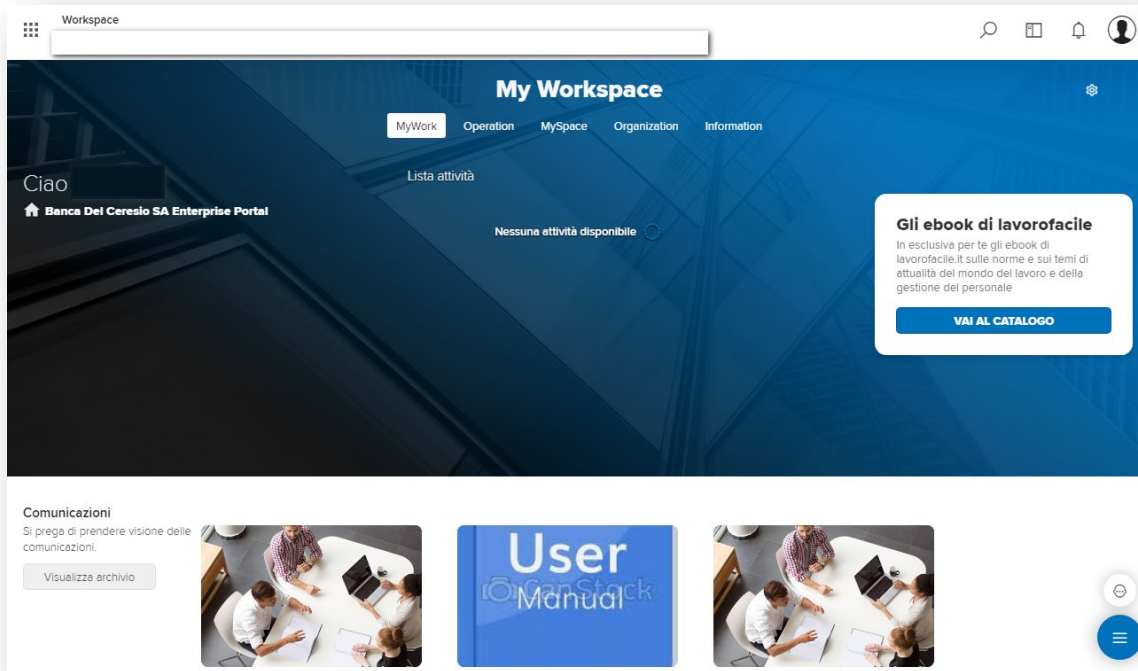 Workspace
My Workspace
MyWork Operation MySpace Organization Information
Lista attività
Ciao
Banca Del Ceresio SA Enterprise Portal
Nessuna attività disponibile
Gli ebook di lavorofacile
In esclusiva per te gli ebook di
lavorofacile.it sulle norme e sui temi di
attualità del mondo del lavoro e della
gestione del personale
VAI AL CATALOGO
Comunicazioni
Si prega di prendere visione delle
comunicazioni.
Visualizza archivio
User
CanStock
Manual